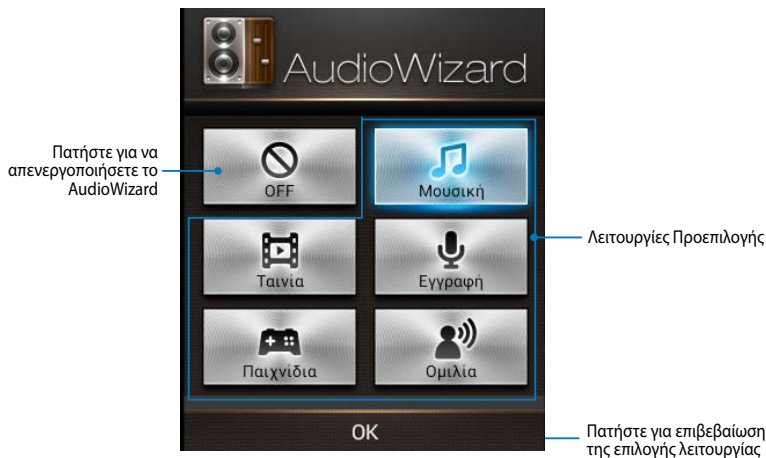 AudioWizard
Πατήστε για να
απενεργοποιήσετε το
AudioWizard
OFF
Μουσική
Λειτουργίες Προεπιλογής
Ταινία
Εγγραφή
Παιχνίδια
Ομιλία
OK
Πατήστε για επιβεβαίωση
της επιλογής λειτουργίας